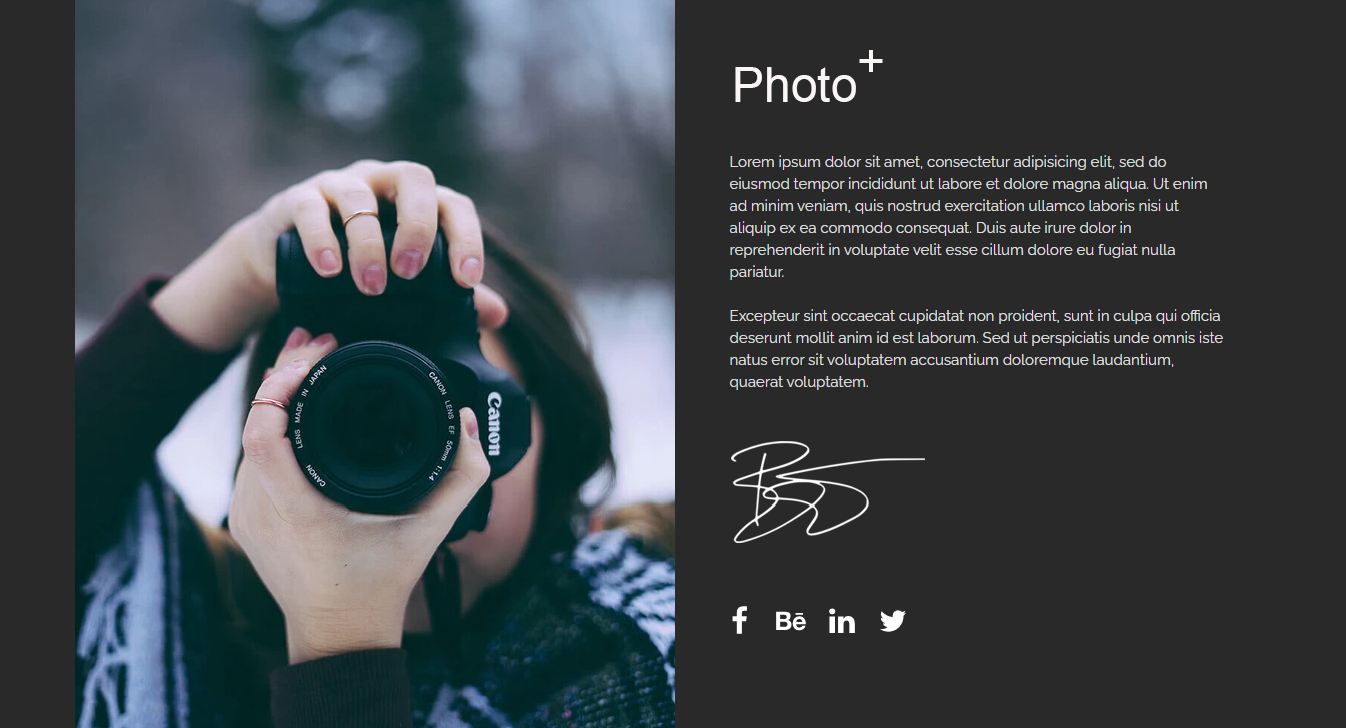 Photo+
Lorem ipsum dolor sit amet, consectetur adipisicing elit, sed do
eiusmod tempor incididunt ut labore et dolore magna aliqua. Ut enim
ad minim veniam, quis nostrud exercitation ullamco laboris nisi ut
aliquip ex ea commodo consequat. Duis aute irure dolor in
reprehenderit in voluptate velit esse cillum dolore eu fugiat nulla
pariatur.
Excepteur sint occaecat cupidatat non proident, sunt in culpa qui officia
deserunt mollit anim id est laborum. Sed ut perspiciatis unde omnis iste
natus error sit voluptatem accusantium doloremque laudantium,
quaerat voluptatem.
f Bē in
Canon
CANON LENS MADE IN JAPAN
CANON LENS EF 50mm 1:1.4